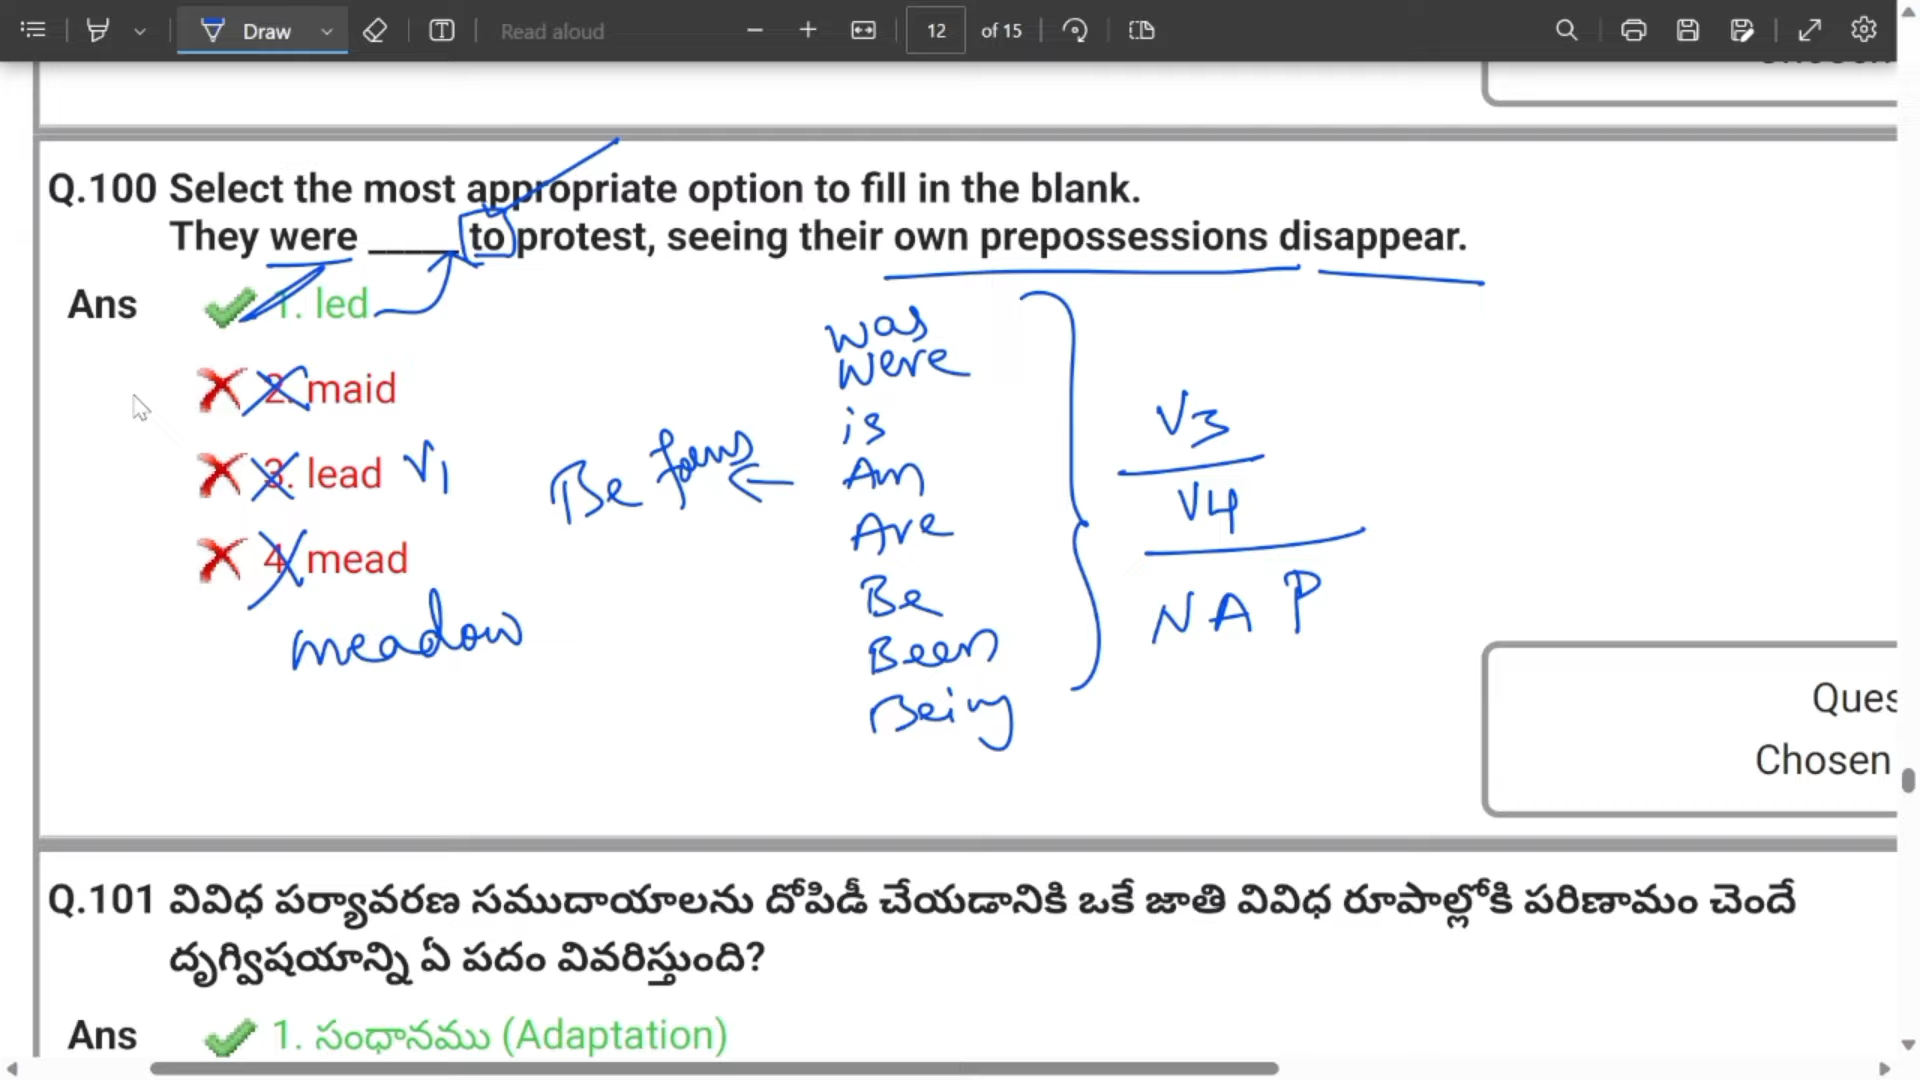 Draw
Read aloud
12 of 15
Q.100 Select the most appropriate option to fill in the blank.
They were _____ to protest, seeing their own prepossessions disappear.
Ans 1. led
2. maid
3. lead V1
4. mead
meadow
Be forms
was
were
is
Am
Are
Be
Been
Being
V3
V4
N A P
Ques
Chosen
Q.101 వివిధ పర్యావరణ సముదాయాలను దోపిడీ చేయడానికి ఒకే జాతి వివిధ రూపాల్లోకి పరిణామం చెందే
దృగ్విషయాన్ని ఏ పదం వివరిస్తుంది?
Ans 1. సంధానము (Adaptation)